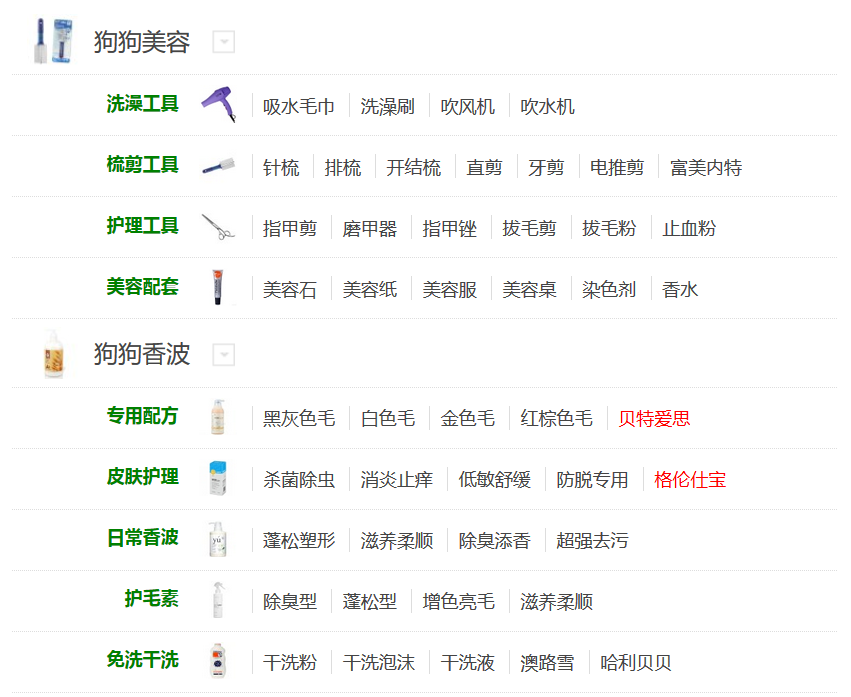 狗狗美容
洗澡工具 吸水毛巾 洗澡刷 吹风机 吹水机
梳剪工具 针梳 排梳 开结梳 直剪 牙剪 电推剪 富美内特
护理工具 指甲剪 磨甲器 指甲锉 拔毛剪 拔毛粉 止血粉
美容配套 美容石 美容纸 美容服 美容桌 染色剂 香水
狗狗香波
专用配方 黑灰色毛 白色毛 金色毛 红棕色毛 贝特爱思
皮肤护理 杀菌除虫 消炎止痒 低敏舒缓 防脱专用 格伦仕宝
日常香波 蓬松塑形 滋养柔顺 除臭添香 超强去污
护毛素 除臭型 蓬松型 增色亮毛 滋养柔顺
免洗干洗 干洗粉 干洗泡沫 干洗液 澳路雪 哈利贝贝